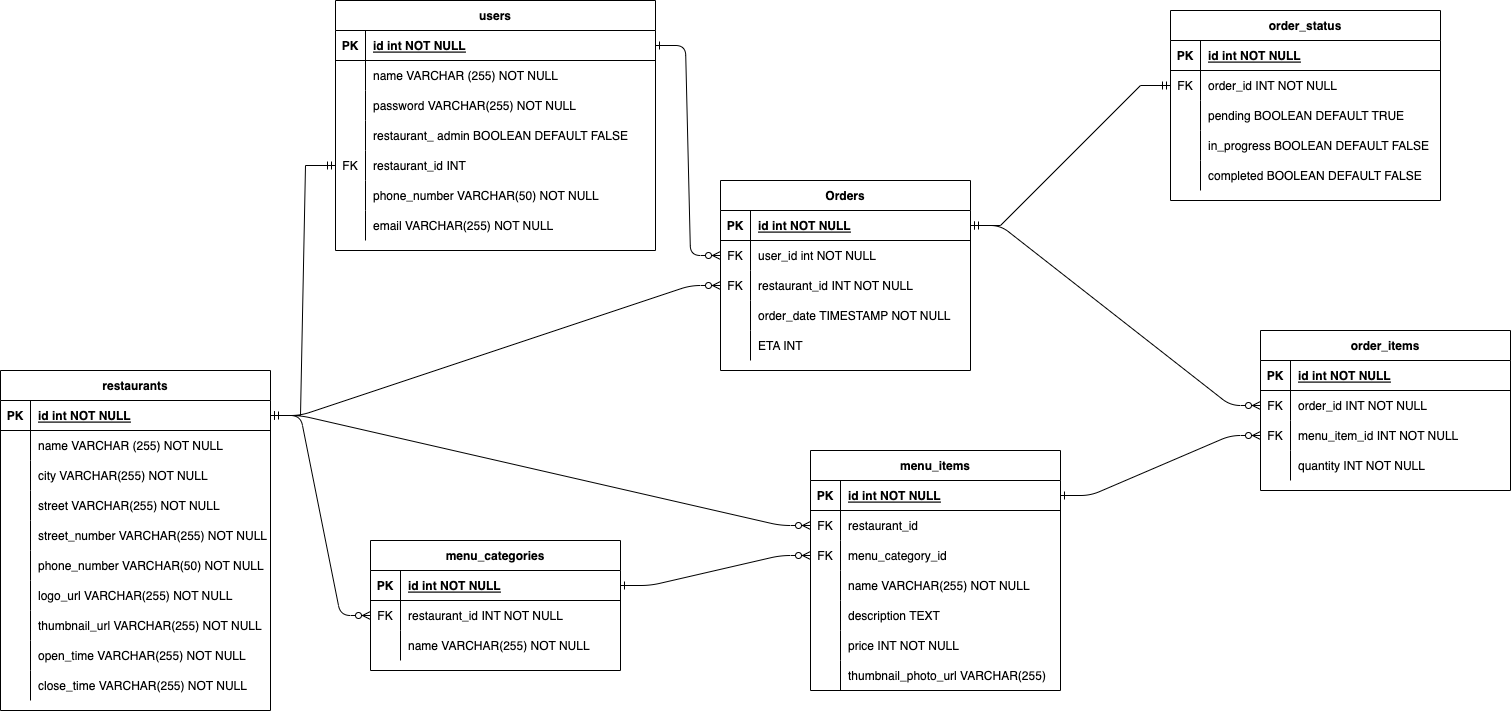 users
PK id int NOT NULL
name VARCHAR (255) NOT NULL
password VARCHAR(255) NOT NULL
restaurant_ admin BOOLEAN DEFAULT FALSE
FK restaurant_id INT
phone_number VARCHAR(50) NOT NULL
email VARCHAR(255) NOT NULL
order_status
PK id int NOT NULL
FK order_id INT NOT NULL
pending BOOLEAN DEFAULT TRUE
in_progress BOOLEAN DEFAULT FALSE
completed BOOLEAN DEFAULT FALSE
Orders
PK id int NOT NULL
FK user_id int NOT NULL
FK restaurant_id INT NOT NULL
order_date TIMESTAMP NOT NULL
ETA INT
order_items
PK id int NOT NULL
FK order_id INT NOT NULL
FK menu_item_id INT NOT NULL
quantity INT NOT NULL
restaurants
PK id int NOT NULL
name VARCHAR (255) NOT NULL
city VARCHAR(255) NOT NULL
street VARCHAR(255) NOT NULL
street_number VARCHAR(255) NOT NULL
phone_number VARCHAR(50) NOT NULL
logo_url VARCHAR(255) NOT NULL
thumbnail_url VARCHAR(255) NOT NULL
open_time VARCHAR(255) NOT NULL
close_time VARCHAR(255) NOT NULL
menu_categories
PK id int NOT NULL
FK restaurant_id INT NOT NULL
name VARCHAR(255) NOT NULL
menu_items
PK id int NOT NULL
FK restaurant_id
FK menu_category_id
name VARCHAR(255) NOT NULL
description TEXT
price INT NOT NULL
thumbnail_photo_url VARCHAR(255)